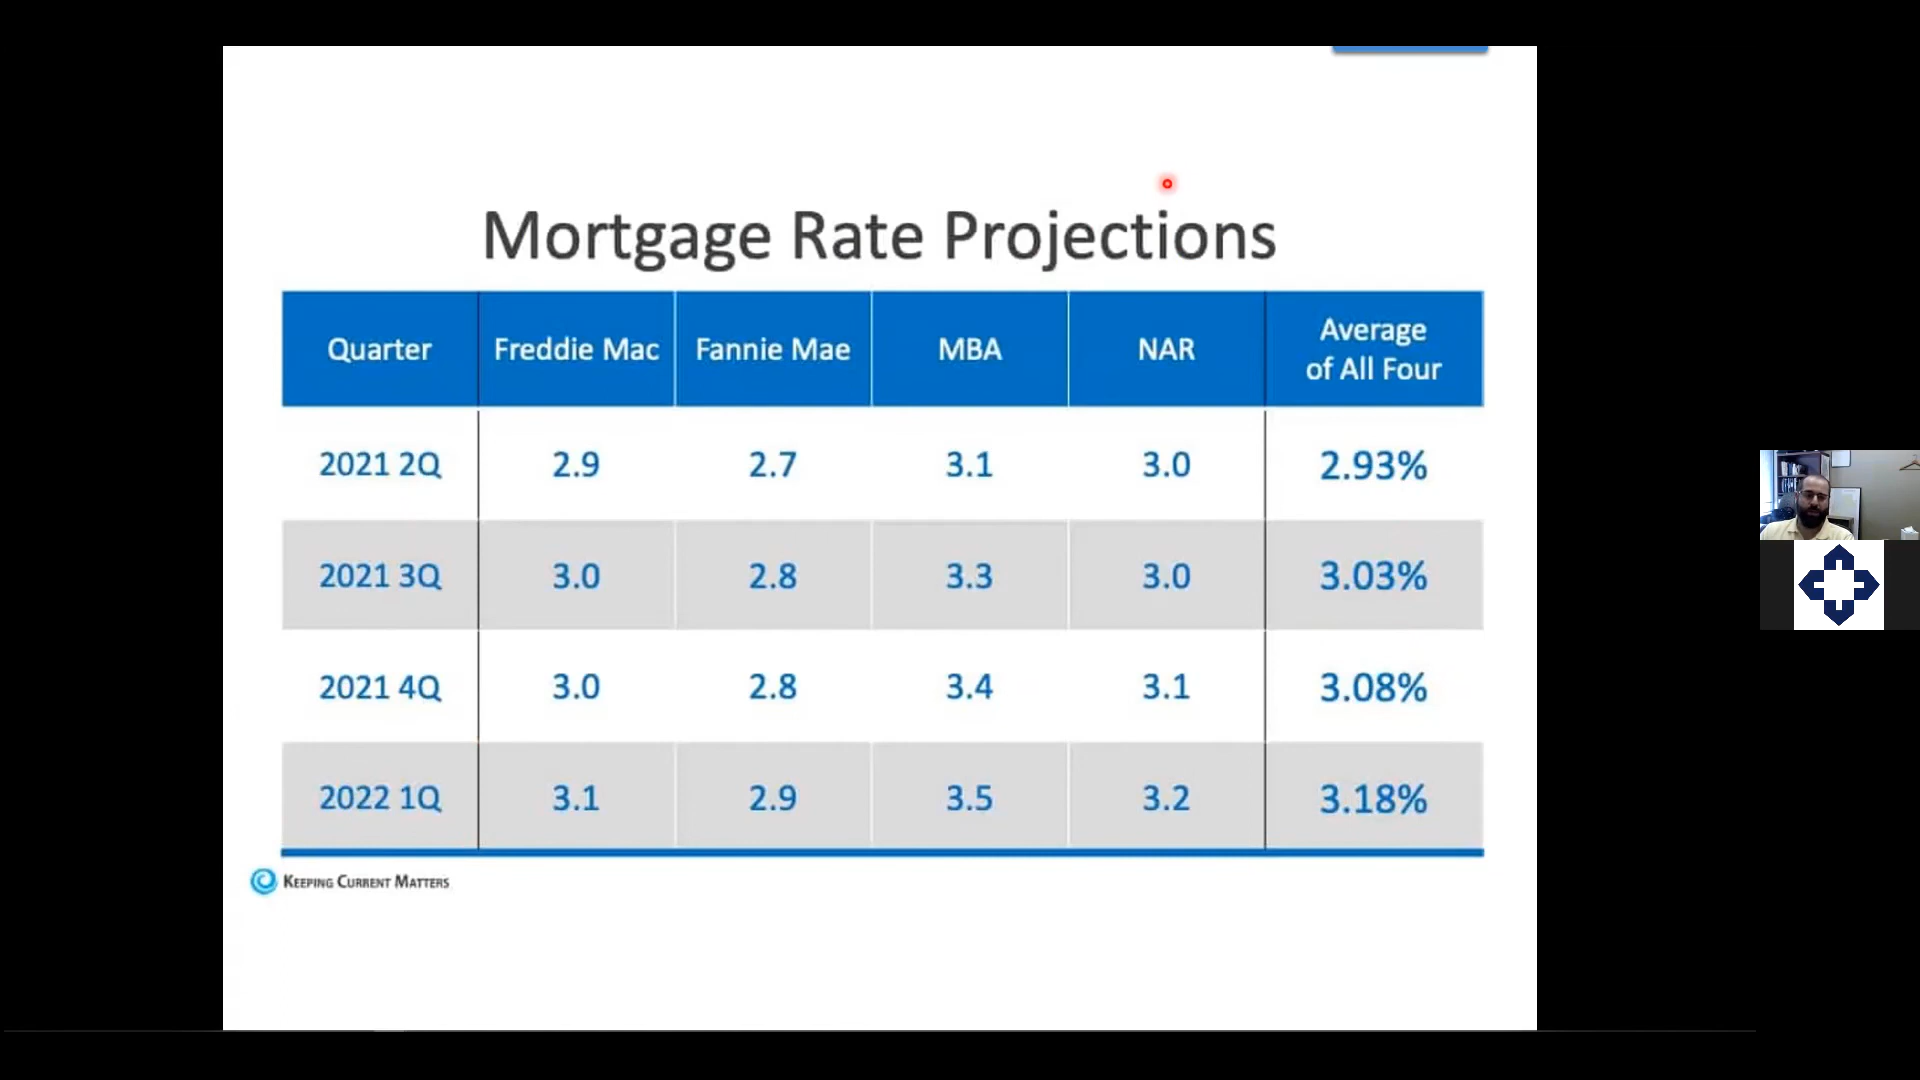 Mortgage Rate Projections
Quarter Freddie Mac Fannie Mae MBA NAR Average of All Four
2021 2Q 2.9 2.7 3.1 3.0 2.93%
2021 3Q 3.0 2.8 3.3 3.0 3.03%
2021 4Q 3.0 2.8 3.4 3.1 3.08%
2022 1Q 3.1 2.9 3.5 3.2 3.18%
KEEPING CURRENT MATTERS